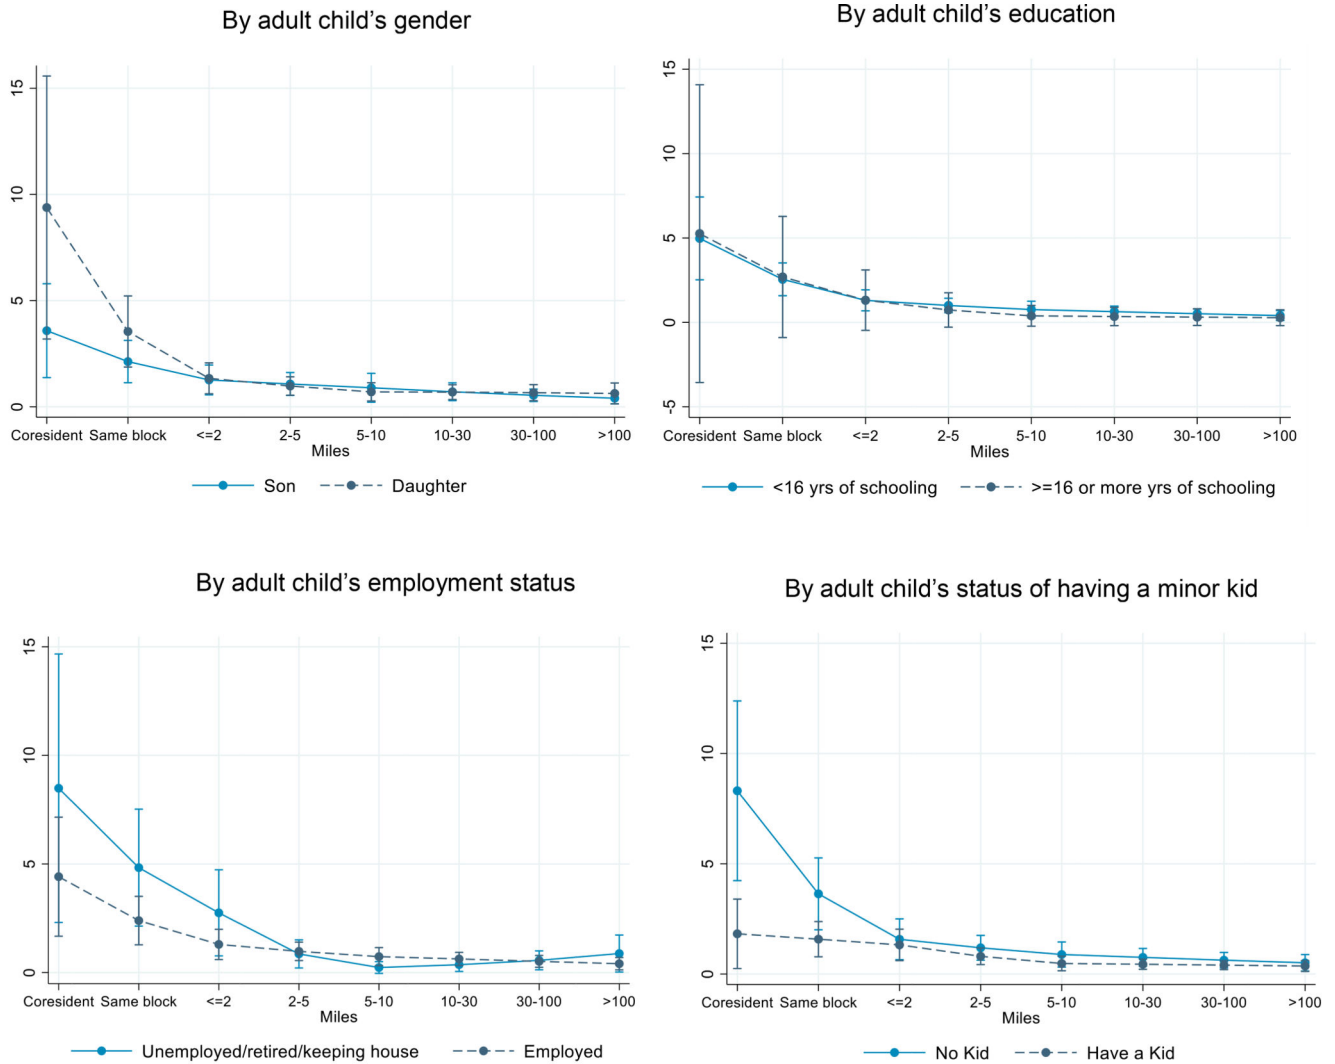 By adult child's gender
15
10
5
0
Coresident Same block <=2 2-5 5-10 10-30 30-100 >100
Miles
Son Daughter
By adult child's education
15
10
5
0
-5
Coresident Same block <=2 2-5 5-10 10-30 30-100 >100
Miles
<16 yrs of schooling >=16 or more yrs of schooling
By adult child's employment status
15
10
5
0
Coresident Same block <=2 2-5 5-10 10-30 30-100 >100
Miles
Unemployed/retired/keeping house Employed
By adult child's status of having a minor kid
15
10
5
0
Coresident Same block <=2 2-5 5-10 10-30 30-100 >100
Miles
No Kid Have a Kid